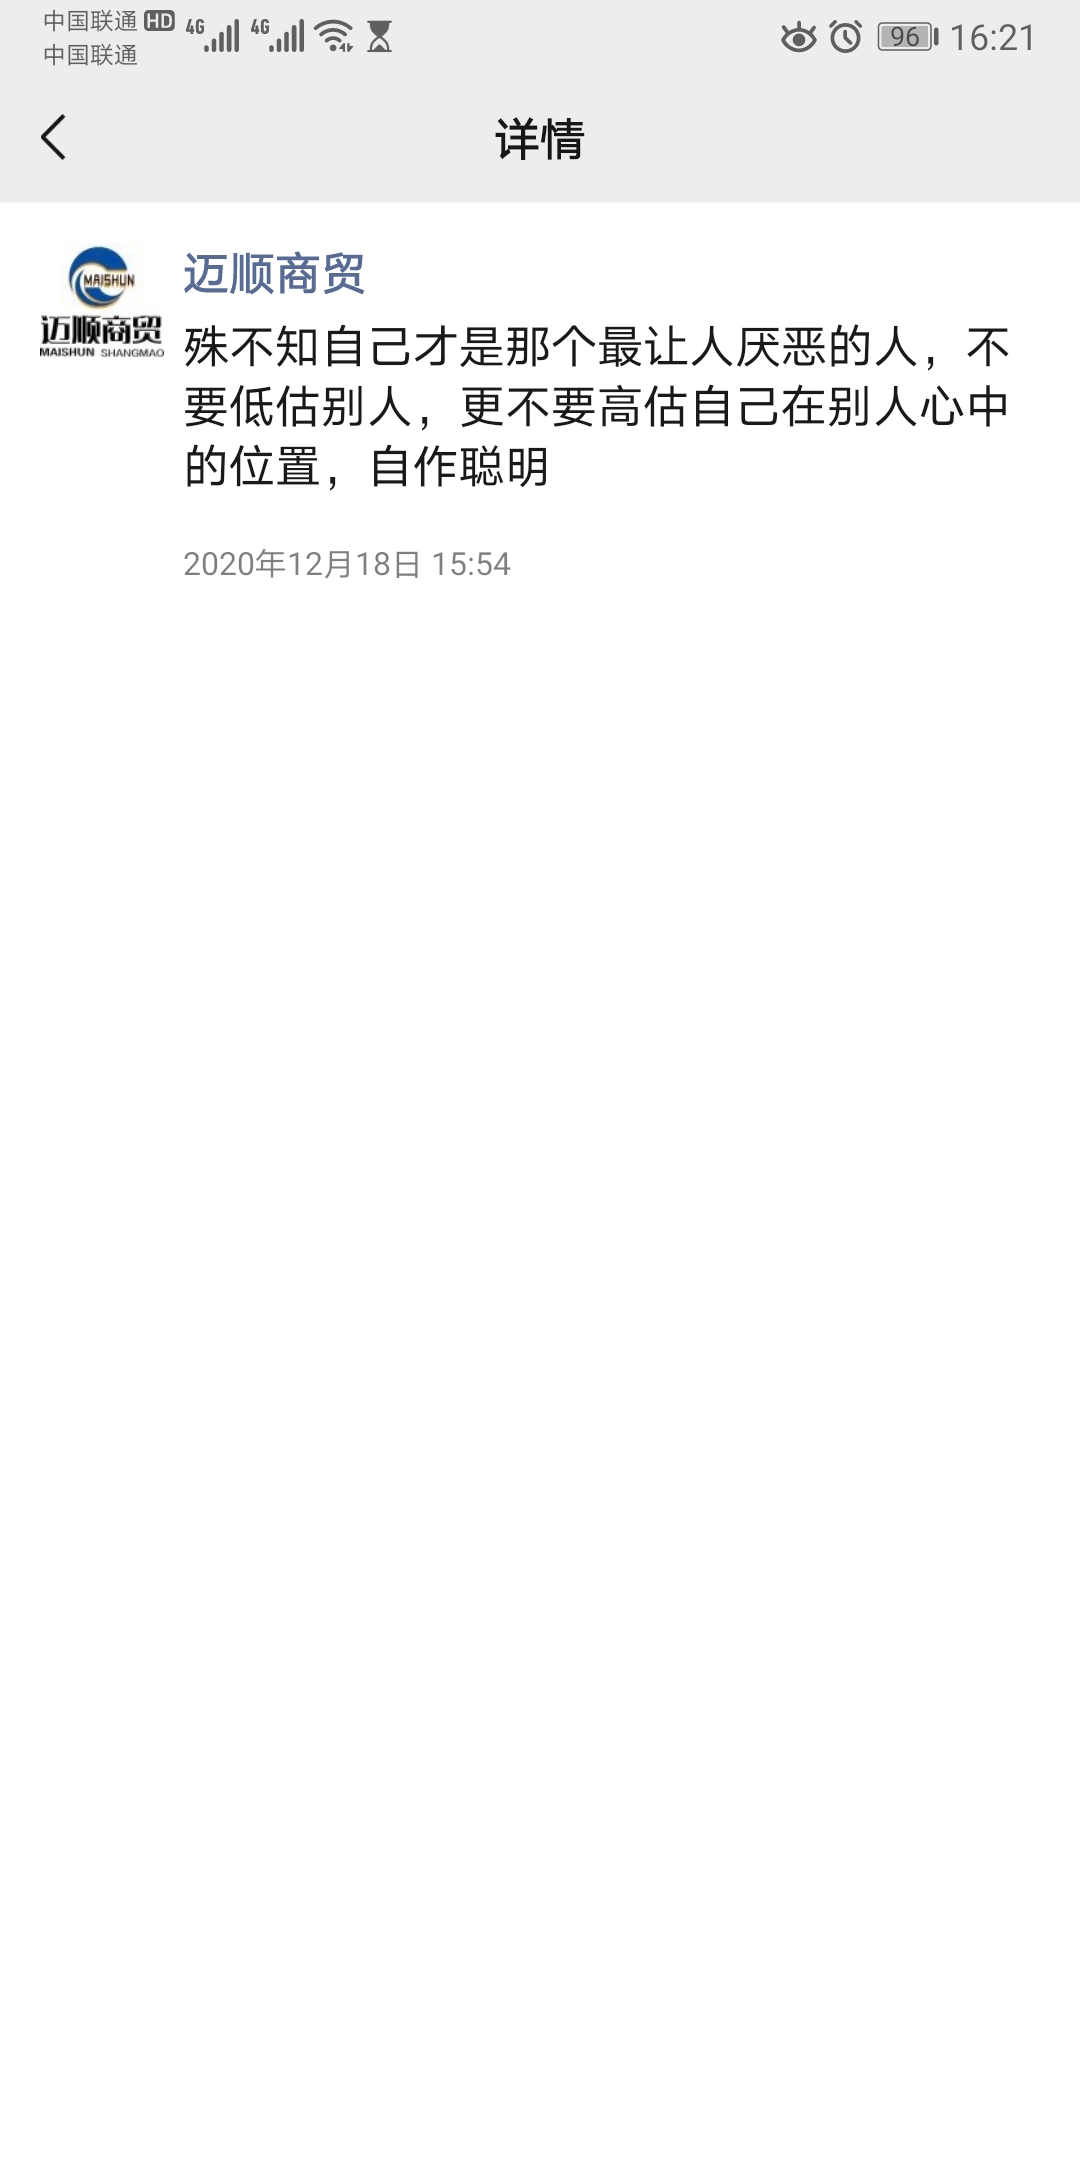 中国联通 HD 4G 4G 96 16:21
中国联通
详情
MAISHUN
迈顺商贸
MAISHUN SHANGMAO
迈顺商贸
殊不知自己才是那个最让人厌恶的人，不
要低估别人，更不要高估自己在别人心中
的位置，自作聪明
2020年12月18日 15:54